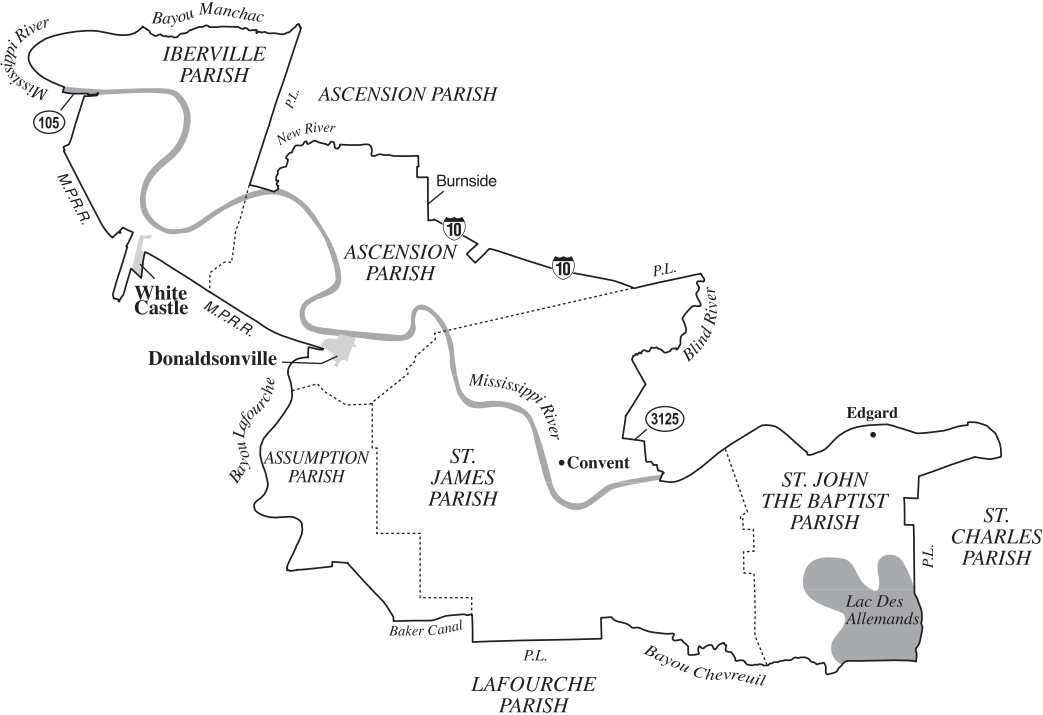 Mississippi River
Bayou Manchac
IBERVILLE
PARISH
P.L.
ASCENSION PARISH
105
New River
Burnside
M.P.R.R.
10
ASCENSION
PARISH
10
P.L.
White
Castle
M.P.R.R.
Blind River
Donaldsonville
Mississippi River
Bayou Lafourche
3125
Edgard
ASSUMPTION
PARISH
ST.
JAMES
PARISH
Convent
ST. JOHN
THE BAPTIST
PARISH
ST.
CHARLES
PARISH
P.L.
Lac Des
Allemands
Baker Canal
P.L.
Bayou Chevreuil
LAFOURCHE
PARISH